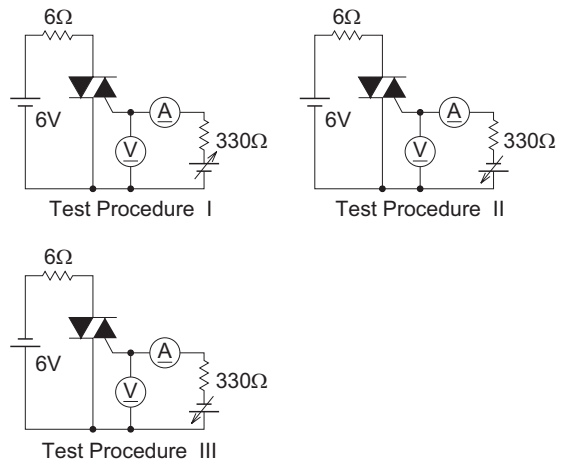 6Ω
6V
A
V
330Ω
Test Procedure I
6Ω
6V
A
V
330Ω
Test Procedure II
6Ω
6V
A
V
330Ω
Test Procedure III